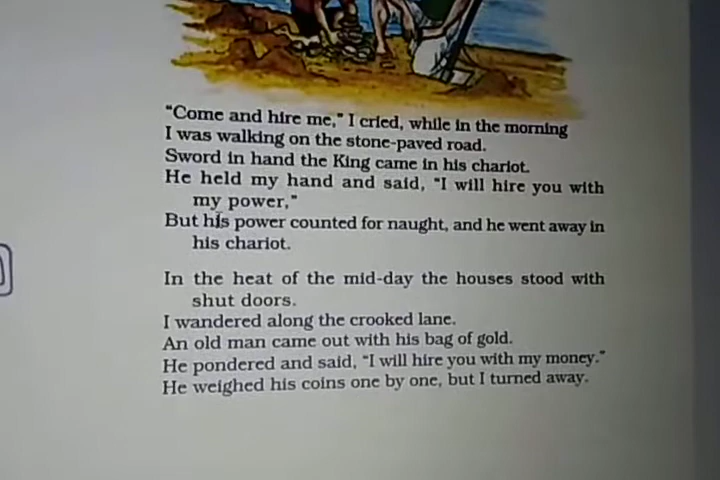 "Come and hire me," I cried, while in the morning
I was walking on the stone-paved road.
Sword in hand the King came in his chariot.
He held my hand and said, "I will hire you with
my power,"
But his power counted for naught, and he went away in
his chariot.
In the heat of the mid-day the houses stood with
shut doors.
I wandered along the crooked lane.
An old man came out with his bag of gold.
He pondered and said, "I will hire you with my money."
He weighed his coins one by one, but I turned away.